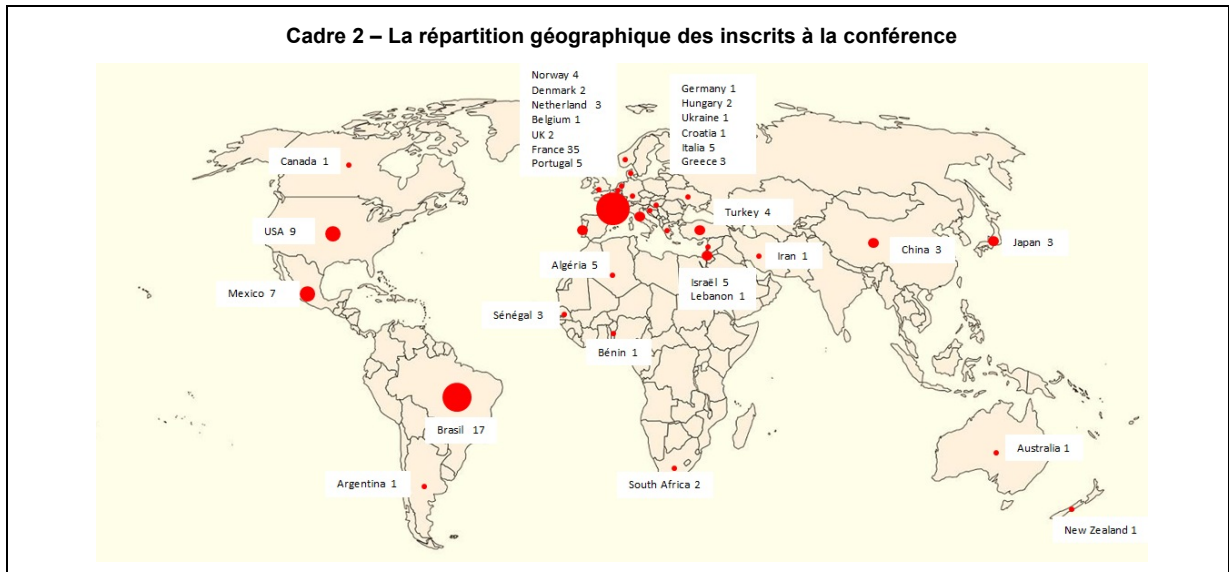 Cadre 2 – La répartition géographique des inscrits à la conférence
Norway 4
Denmark 2
Netherland 3
Belgium 1
UK 2
France 35
Portugal 5
Germany 1
Hungary 2
Ukraine 1
Croatia 1
Italia 5
Greece 3
Canada 1
USA 9
Turkey 4
Mexico 7
Algéria 5
Iran 1
China 3
Japan 3
Israël 5
Lebanon 1
Sénégal 3
Bénin 1
Brasil 17
Australia 1
Argentina 1
South Africa 2
New Zealand 1